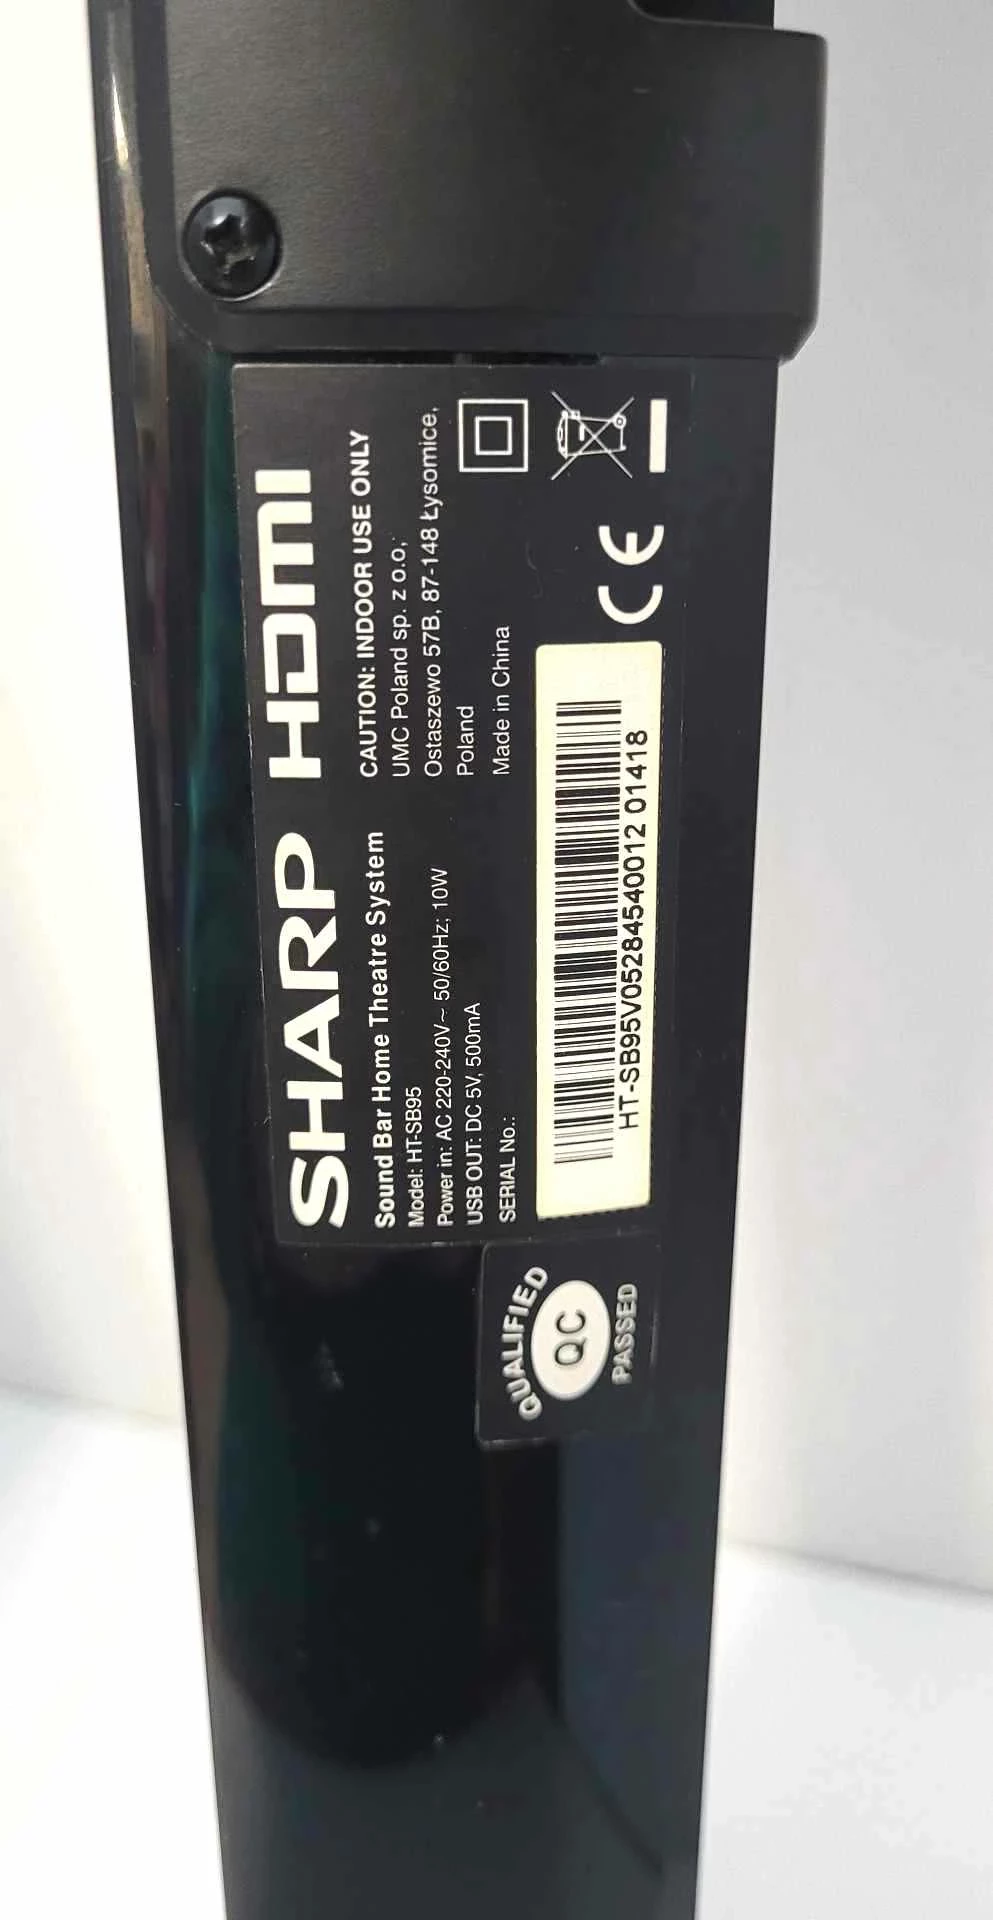 SHARP HDMI
Sound Bar Home Theatre System
Model: HT-SB95
Power in: AC 220-240V~ 50/60Hz; 10W
USB OUT: DC 5V, 500mA
SERIAL No.:
HT-SB95V05284540012 01418
CAUTION: INDOOR USE ONLY
UMC Poland sp. z o.o,
Ostaszewo 57B, 87-148 Łysomice,
Poland
Made in China
CE
QUALIFIED
QC
PASSED